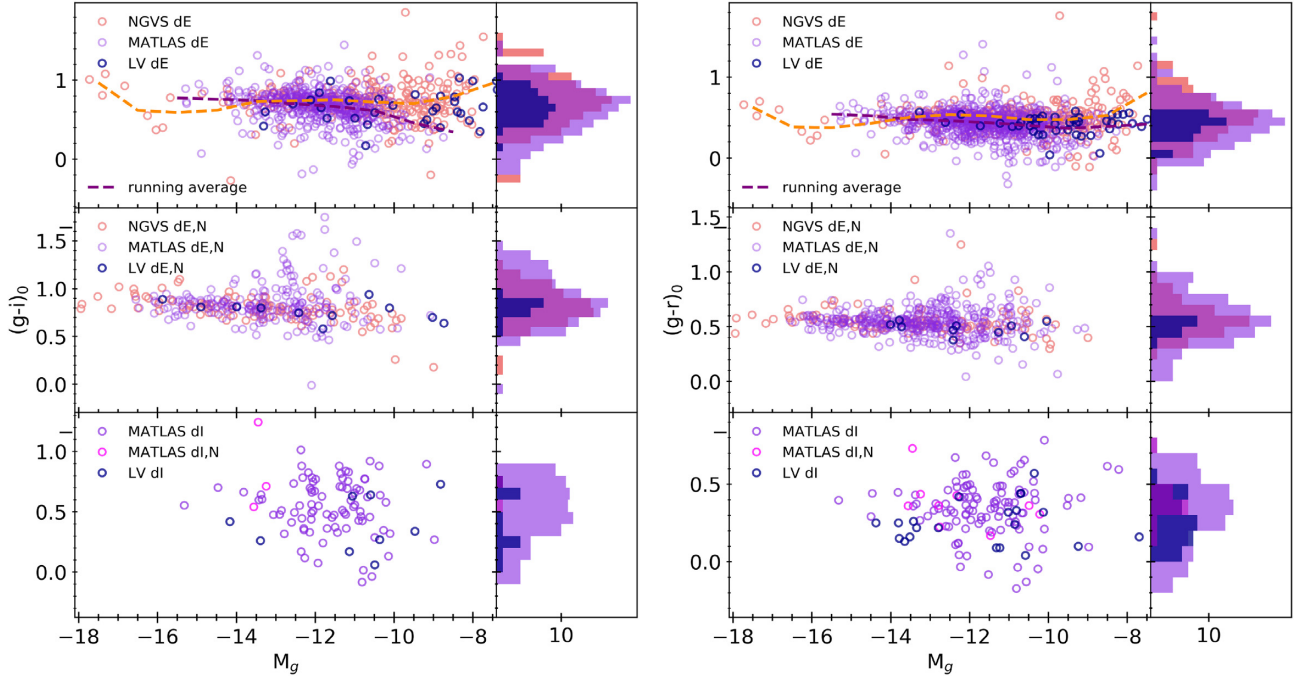 NGVS dE
MATLAS dE
LV dE
running average
1
0
NGVS dE,N
MATLAS dE,N
LV dE,N
1.5
1.0
0.5
0.0
(g-i)₀
MATLAS dI
MATLAS dI,N
LV dI
1.0
0.5
0.0
−18 −16 −14 −12 −10 −8 10
M_g
NGVS dE
MATLAS dE
LV dE
running average
1
0
NGVS dE,N
MATLAS dE,N
LV dE,N
1.5
1.0
0.5
0.0
(g-r)₀
MATLAS dI
MATLAS dI,N
LV dI
0.5
0.0
−18 −16 −14 −12 −10 −8 10
M_g